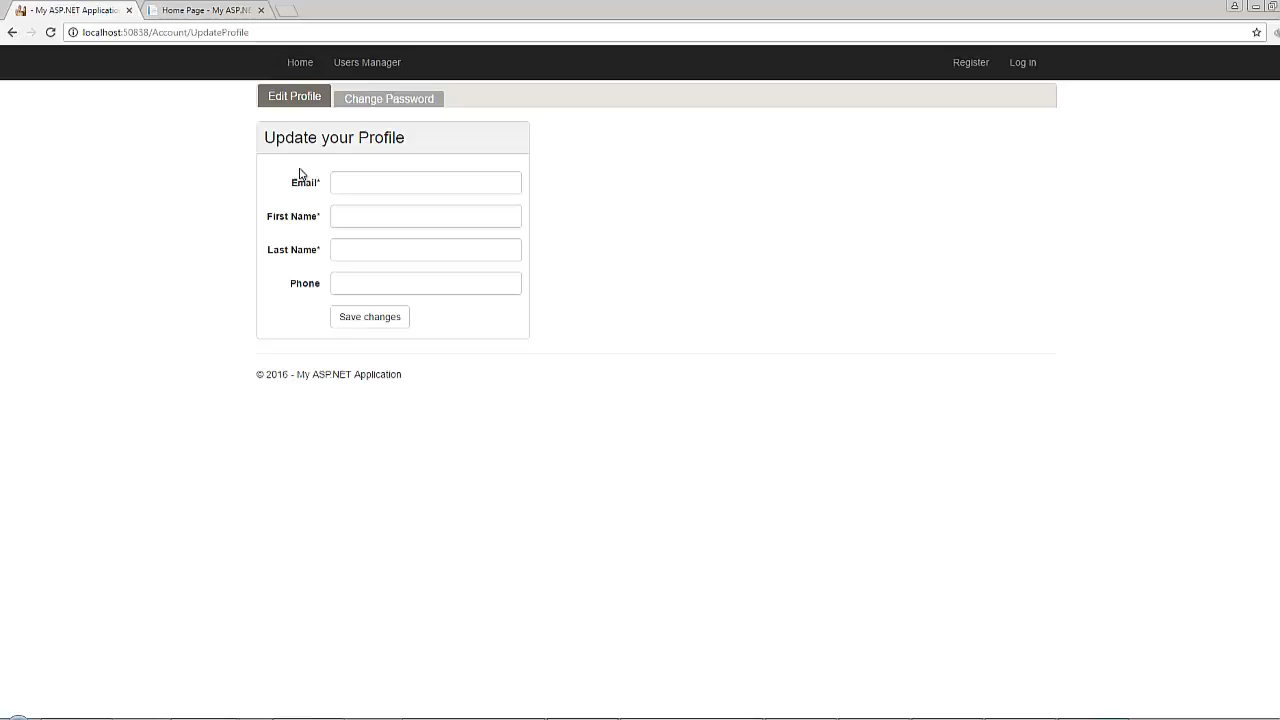 - My ASP.NET Applicatio
Home Page - My ASP.NE
localhost:50838/Account/UpdateProfile
Home Users Manager Register Log in
Edit Profile Change Password
Update your Profile
Email*
First Name*
Last Name*
Phone
Save changes
© 2016 - My ASP.NET Application